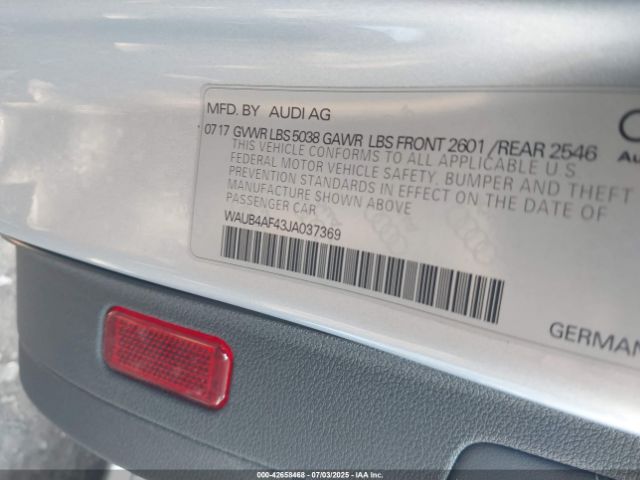 MFD. BY AUDI AG
07 17 GVWR LBS 5038 GAWR LBS FRONT 2601 /REAR 2546
THIS VEHICLE CONFORMS TO ALL APPLICABLE U S
FEDERAL MOTOR VEHICLE SAFETY. BUMPER AND THEFT
PREVENTION STANDARDS IN EFFECT ON THE DATE OF
MANUFACTURE SHOWN ABOVE
PASSENGER CAR
WAUB4AF43JA037369
GERMAN
000-42658468 07/03/2025 IAAI.COM